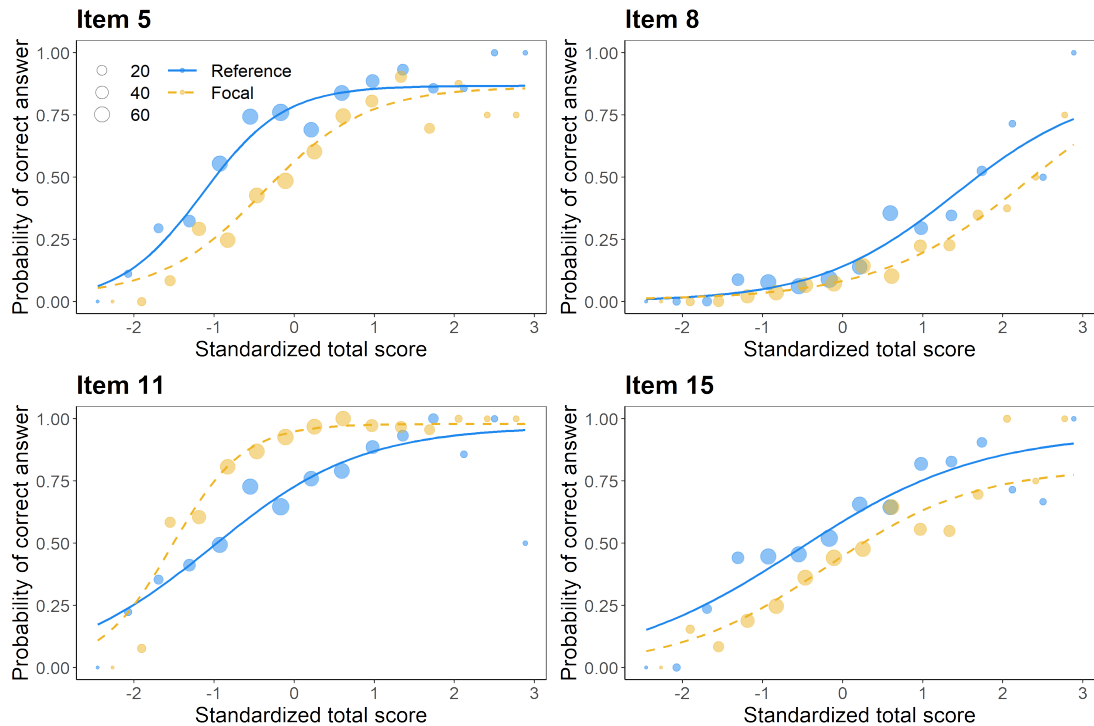 Item 5
Probability of correct answer
1.00
0.75
0.50
0.25
0.00
20
40
60
Reference
Focal
-2 -1 0 1 2 3
Standardized total score
Item 8
Probability of correct answer
1.00
0.75
0.50
0.25
0.00
-2 -1 0 1 2 3
Standardized total score
Item 11
Probability of correct answer
1.00
0.75
0.50
0.25
0.00
-2 -1 0 1 2 3
Standardized total score
Item 15
Probability of correct answer
1.00
0.75
0.50
0.25
0.00
-2 -1 0 1 2 3
Standardized total score